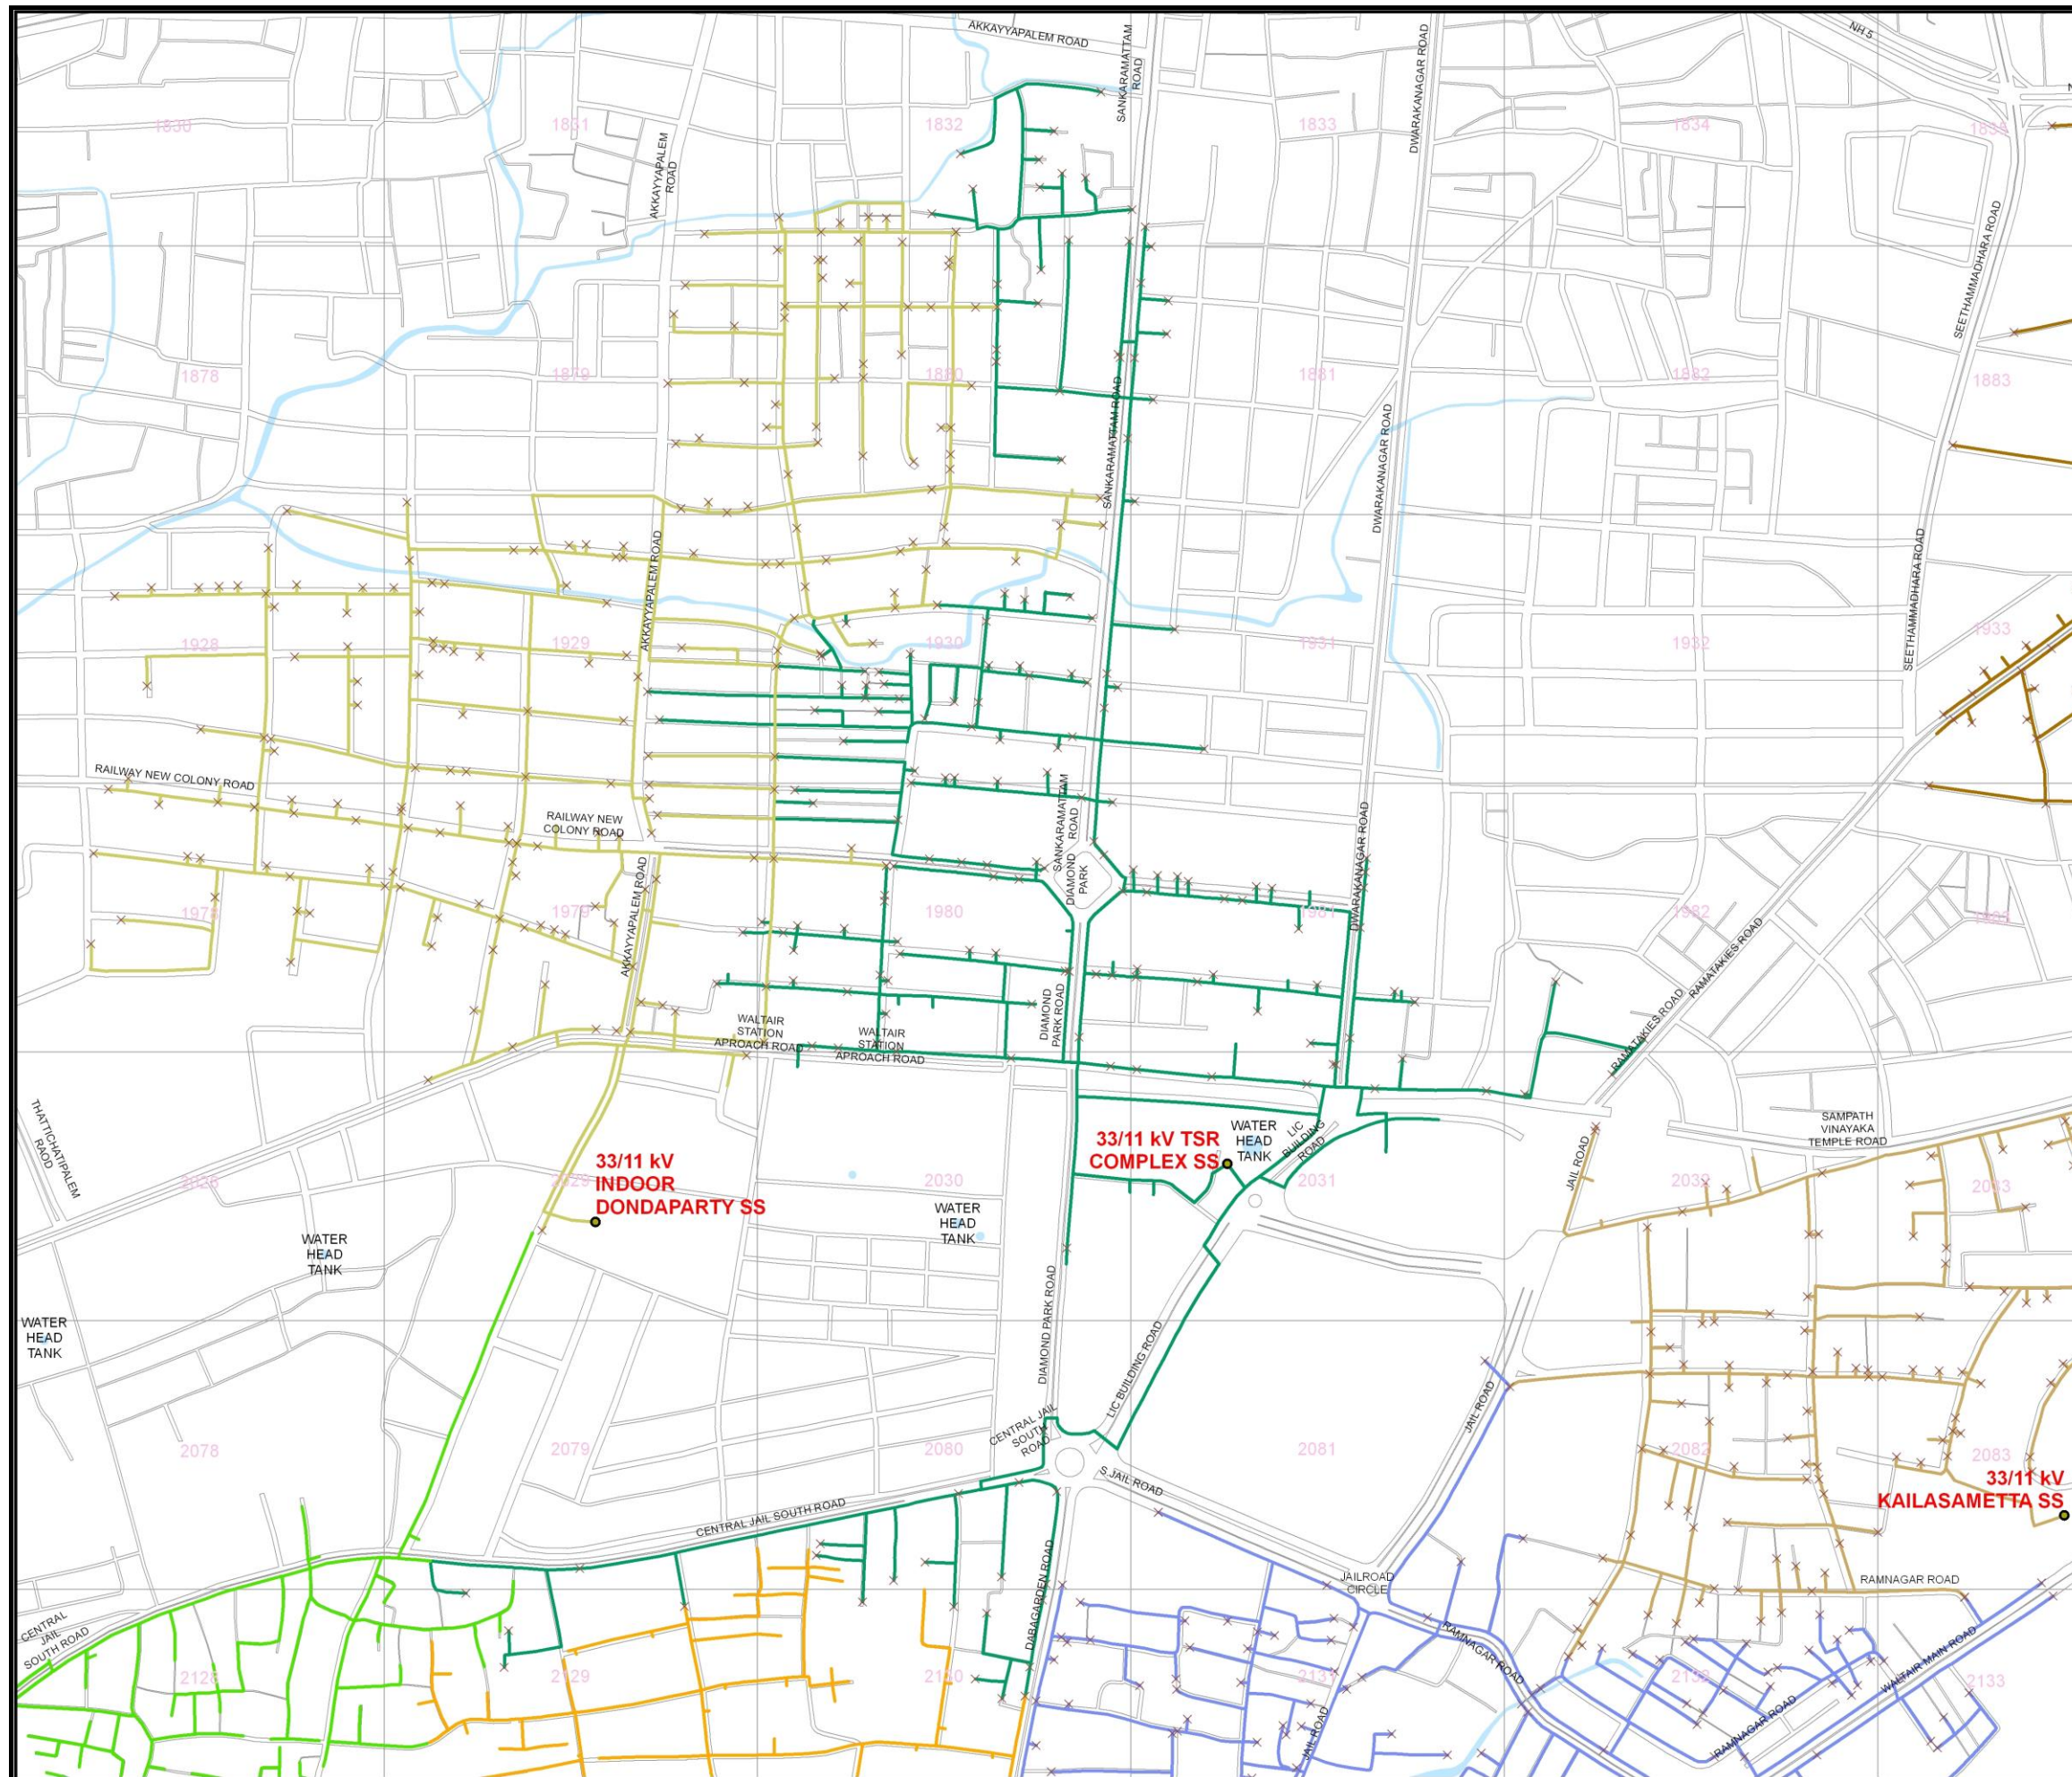 AKKAYYAPALEM ROAD
SANKARAMATTAM
ROAD
DWARAKANAGAR ROAD
NH 5
1830
1831
1832
1833
1834
1835
AKKAYYAPALEM
ROAD
SEETHAMMADHARA ROAD
1878
1879
1880
1881
1882
1883
SANKARAMATTAM ROAD
DWARAKANAGAR ROAD
AKKAYYAPALEM ROAD
SEETHAMMADHARA ROAD
1928
1929
1930
1931
1932
1933
RAILWAY NEW COLONY ROAD
RAILWAY NEW
COLONY ROAD
SANKARAMATTAM
ROAD
DIAMOND
PARK
DWARAKANAGAR ROAD
AKKAYYAPALEM ROAD
1978
1979
1980
1981
1982
1983
RAMATAKIES ROAD
RAMATAKIES ROAD
WALTAIR
STATION
APROACH ROAD
WALTAIR
STATION
APROACH ROAD
DIAMOND
PARK ROAD
THATTICHATIPALEM
RAOD
33/11 kV TSR
COMPLEX SS
WATER
HEAD
TANK
LIC
BUILDING
ROAD
SAMPATH
VINAYAKA
TEMPLE ROAD
JAIL ROAD
33/11 kV
INDOOR
DONDAPARTY SS
2028
2029
2030
2031
2032
2033
WATER
HEAD
TANK
WATER
HEAD
TANK
WATER
HEAD
TANK
DIAMOND PARK ROAD
LIC BUILDING ROAD
JAIL ROAD
CENTRAL JAIL
SOUTH
ROAD
2078
2079
2080
2081
2082
2083
33/11 kV
KAILASAMETTA SS
S JAIL ROAD
CENTRAL JAIL SOUTH ROAD
DABAGARDEN ROAD
JAILROAD
CIRCLE
RAMNAGAR ROAD
CENTRAL
JAIL
SOUTH ROAD
RAMNAGAR ROAD
WALTAIR MAIN ROAD
2128
2129
2130
2131
2132
2133
JAIL ROAD
RAMNAGAR ROAD